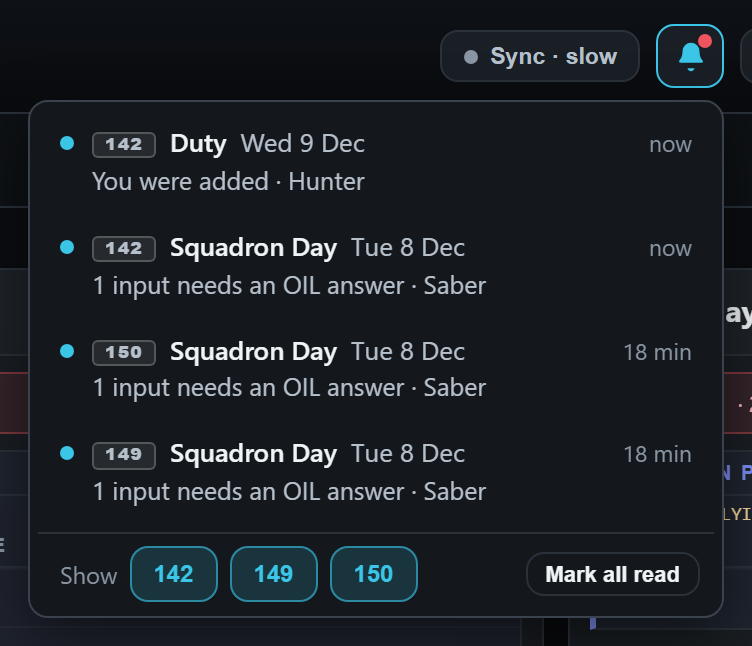 Sync · slow
142 Duty Wed 9 Dec now
You were added · Hunter
142 Squadron Day Tue 8 Dec now
1 input needs an OIL answer · Saber
150 Squadron Day Tue 8 Dec 18 min
1 input needs an OIL answer · Saber
149 Squadron Day Tue 8 Dec 18 min
1 input needs an OIL answer · Saber
Show 142 149 150 Mark all read